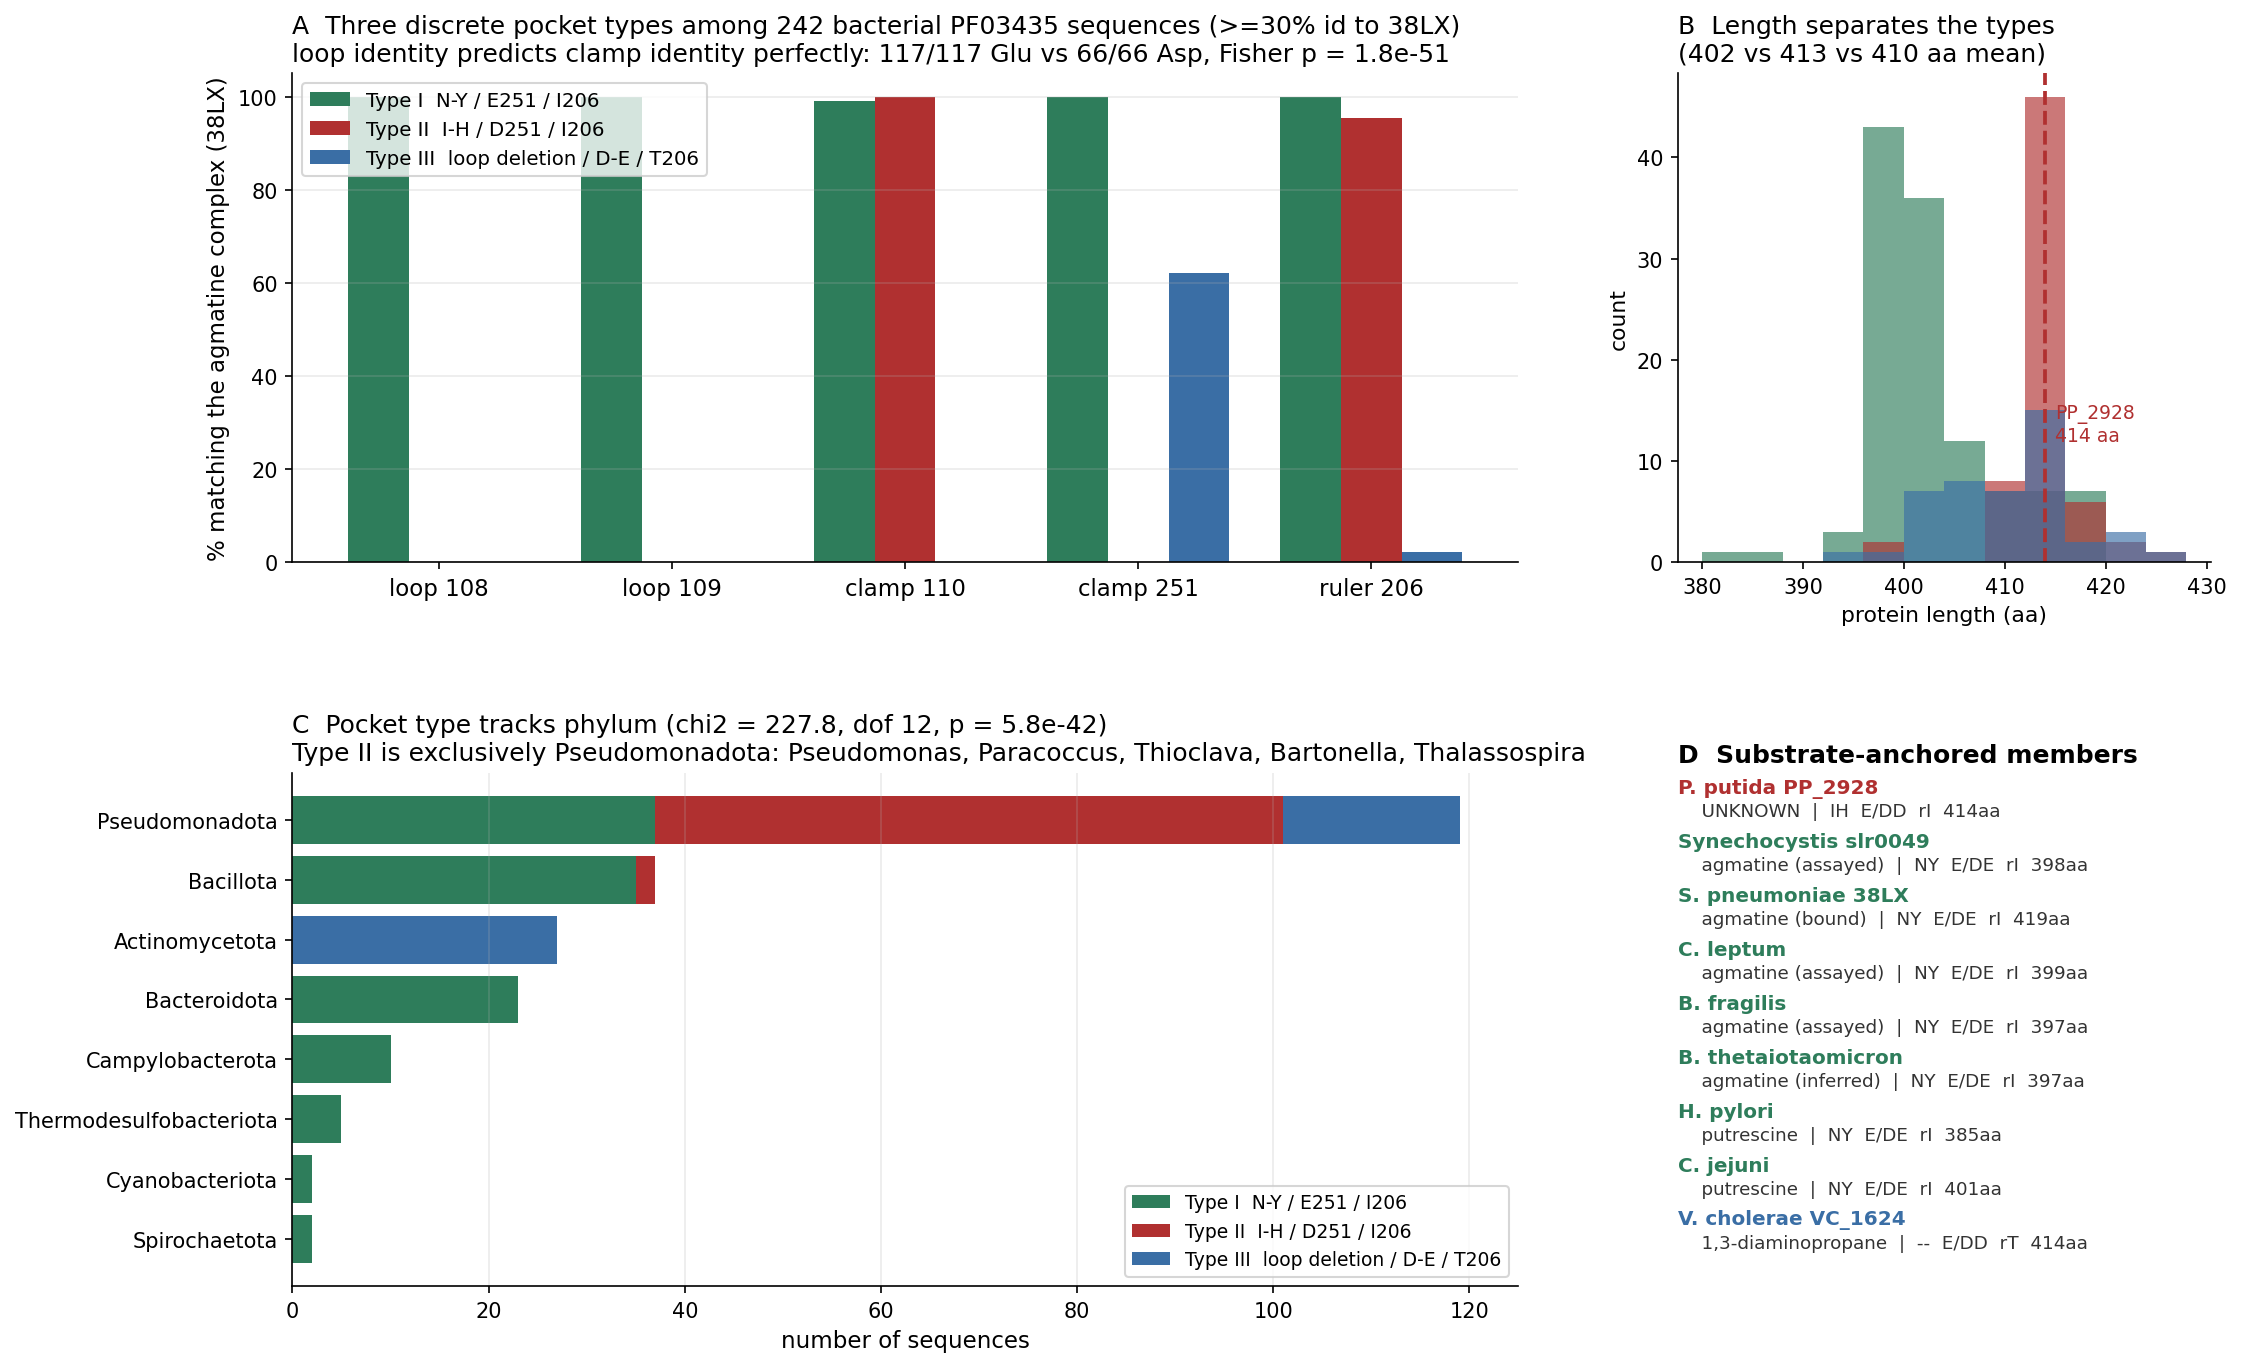 A  Three discrete pocket types among 242 bacterial PF03435 sequences (>=30% id to 38LX)
loop identity predicts clamp identity perfectly: 117/117 Glu vs 66/66 Asp, Fisher p = 1.8e-51
% matching the agmatine complex (38LX)
100
80
60
40
20
0
Type I  N-Y / E251 / I206
Type II  I-H / D251 / I206
Type III  loop deletion / D-E / T206
loop 108
loop 109
clamp 110
clamp 251
ruler 206
B  Length separates the types
(402 vs 413 vs 410 aa mean)
count
40
30
20
10
0
PP_2928
414 aa
380
390
400
410
420
430
protein length (aa)
C  Pocket type tracks phylum (chi2 = 227.8, dof 12, p = 5.8e-42)
Type II is exclusively Pseudomonadota: Pseudomonas, Paracoccus, Thioclava, Bartonella, Thalassospira
Pseudomonadota
Bacillota
Actinomycetota
Bacteroidota
Campylobacterota
Thermodesulfobacteriota
Cyanobacteriota
Spirochaetota
Type I  N-Y / E251 / I206
Type II  I-H / D251 / I206
Type III  loop deletion / D-E / T206
0
20
40
60
80
100
120
number of sequences
D  Substrate-anchored members
P. putida PP_2928
UNKNOWN  |  IH  E/DD  rI  414aa
Synechocystis slr0049
agmatine (assayed)  |  NY  E/DE  rI  398aa
S. pneumoniae 38LX
agmatine (bound)  |  NY  E/DE  rI  419aa
C. leptum
agmatine (assayed)  |  NY  E/DE  rI  399aa
B. fragilis
agmatine (assayed)  |  NY  E/DE  rI  397aa
B. thetaiotaomicron
agmatine (inferred)  |  NY  E/DE  rI  397aa
H. pylori
putrescine  |  NY  E/DE  rI  385aa
C. jejuni
putrescine  |  NY  E/DE  rI  401aa
V. cholerae VC_1624
1,3-diaminopropane  |  --  E/DD  rT  414aa